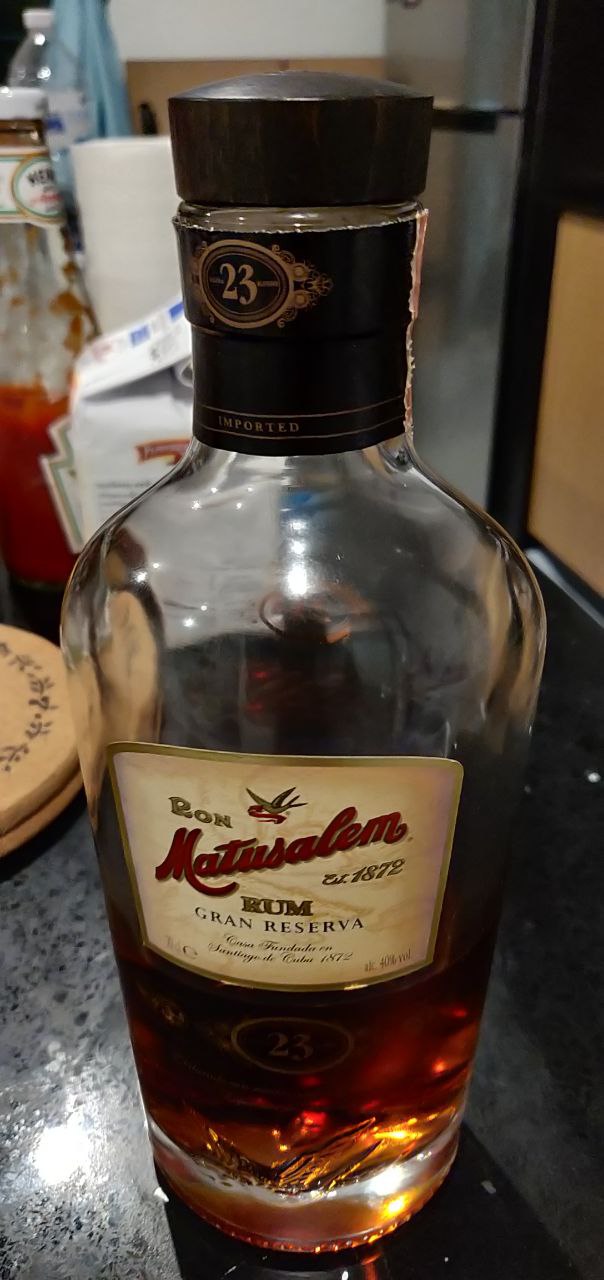 23
IMPORTED
RON
Matusalem
Est. 1872
RUM
GRAN RESERVA
Casa Fundada en
Santiago de Cuba 1872
alc. 40% vol.
23